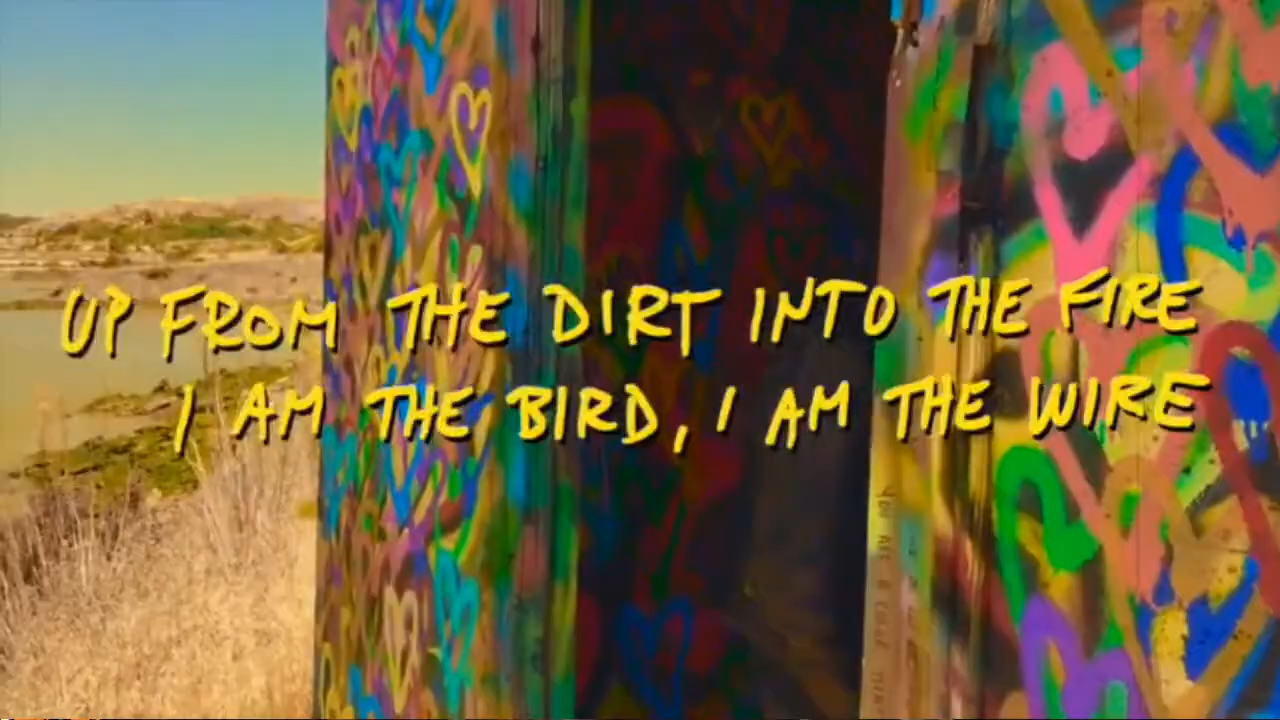 UP FROM THE DIRT INTO THE FIRE
I AM THE BIRD, I AM THE WIRE